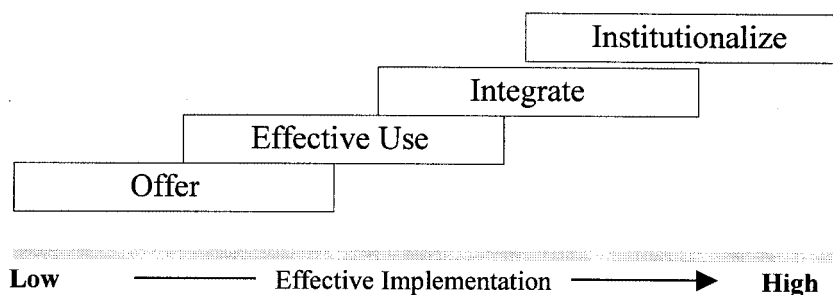 Institutionalize
Integrate
Effective Use
Offer
Low Effective Implementation High